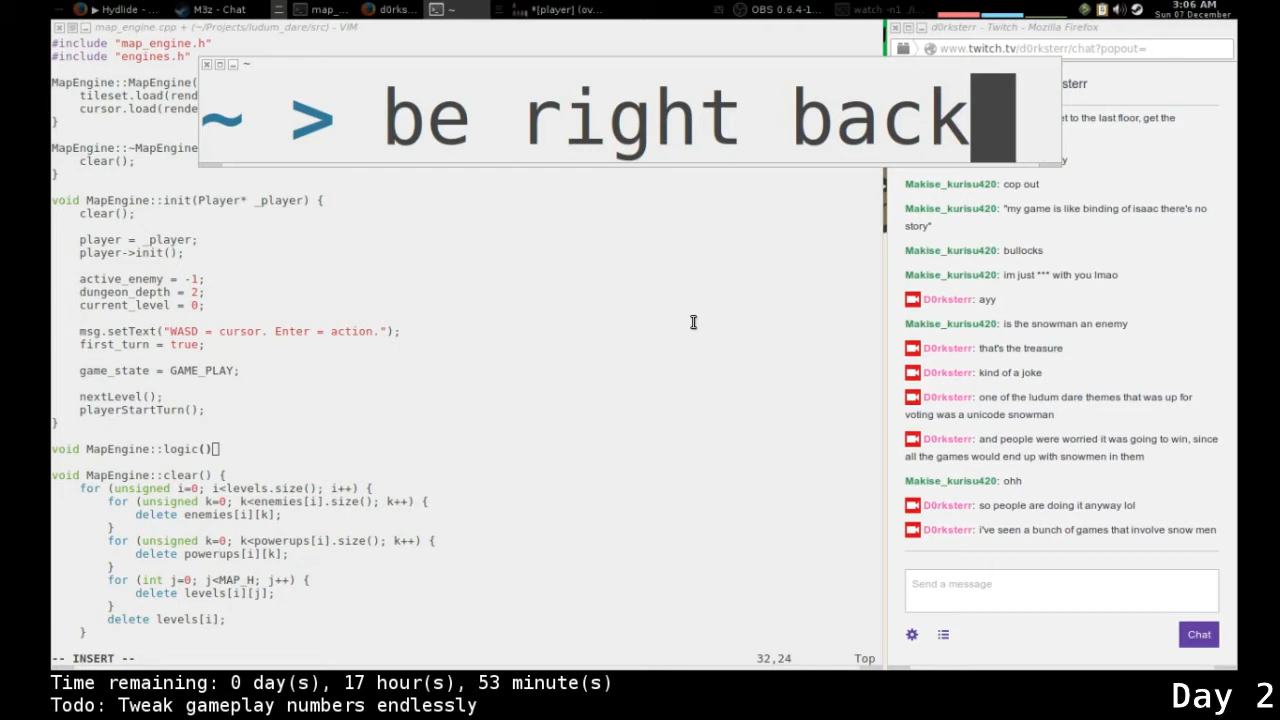 Hydlide - ...
M3z - Chat
map_...
d0rks...
~
*[player] (ov...
OBS 0.6.4-1...
watch -n1 ./...
3:06 AM
Sun 07 December
map_engine.cpp + (~/Projects/ludum_dare/src) - VIM
#include "map_engine.h"
#include "engines.h"
MapEngine::MapEngine(
    tileset.load(rend
    cursor.load(rende
}
MapEngine::~MapEngine
    clear();
}
void MapEngine::init(Player* _player) {
    clear();
    player = _player;
    player->init();
    active_enemy = -1;
    dungeon_depth = 2;
    current_level = 0;
    msg.setText("WASD = cursor. Enter = action.");
    first_turn = true;
    game_state = GAME_PLAY;
    nextLevel();
    playerStartTurn();
}
void MapEngine::logic()
void MapEngine::clear() {
    for (unsigned i=0; i<levels.size(); i++) {
        for (unsigned k=0; k<enemies[i].size(); k++) {
            delete enemies[i][k];
        }
        for (unsigned k=0; k<powerups[i].size(); k++) {
            delete powerups[i][k];
        }
        for (int j=0; j<MAP_H; j++) {
            delete levels[i][j];
        }
        delete levels[i];
    }
-- INSERT --
32,24
Top
~
~ > be right back
d0rksterr - Twitch - Mozilla Firefox
www.twitch.tv/d0rksterr/chat?popout=
sterr
et to the last floor, get the
y
Makise_kurisu420: cop out
Makise_kurisu420: "my game is like binding of isaac there's no
story"
Makise_kurisu420: bullocks
Makise_kurisu420: im just *** with you lmao
D0rksterr: ayy
Makise_kurisu420: is the snowman an enemy
D0rksterr: that's the treasure
D0rksterr: kind of a joke
D0rksterr: one of the ludum dare themes that was up for
voting was a unicode snowman
D0rksterr: and people were worried it was going to win, since
all the games would end up with snowmen in them
Makise_kurisu420: ohh
D0rksterr: so people are doing it anyway lol
D0rksterr: i've seen a bunch of games that involve snow men
Send a message
Chat
Time remaining: 0 day(s), 17 hour(s), 53 minute(s)
Todo: Tweak gameplay numbers endlessly
Day 2